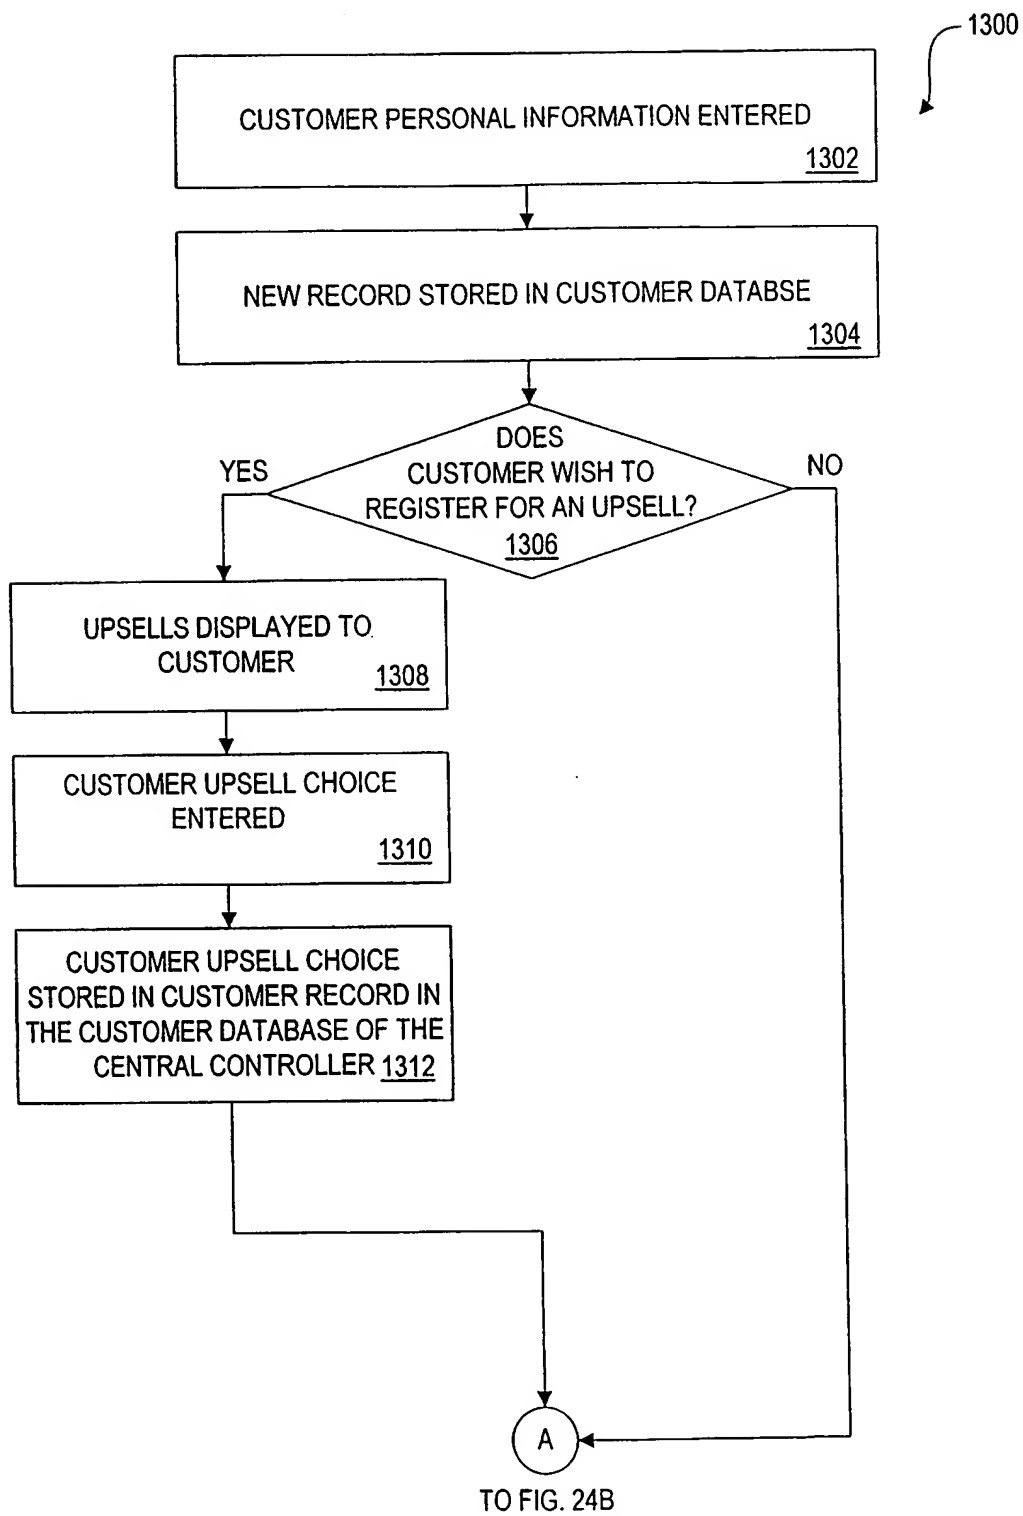 1300
CUSTOMER PERSONAL INFORMATION ENTERED
1302
NEW RECORD STORED IN CUSTOMER DATABSE
1304
DOES
CUSTOMER WISH TO
REGISTER FOR AN UPSELL?
1306
YES
NO
UPSELLS DISPLAYED TO
CUSTOMER
1308
CUSTOMER UPSELL CHOICE
ENTERED
1310
CUSTOMER UPSELL CHOICE
STORED IN CUSTOMER RECORD IN
THE CUSTOMER DATABASE OF THE
CENTRAL CONTROLLER 1312
A
TO FIG. 24B